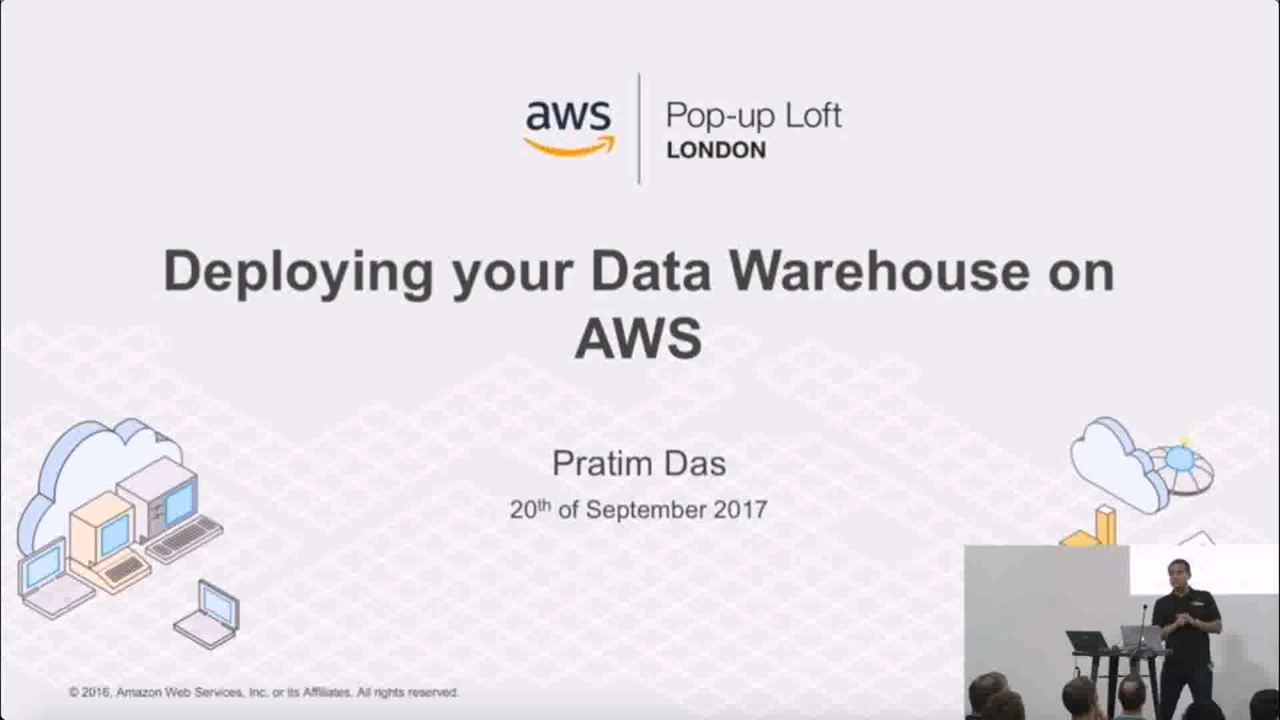 aws
Pop-up Loft
LONDON
Deploying your Data Warehouse on
AWS
Pratim Das
20th of September 2017
© 2016, Amazon Web Services, Inc. or its Affiliates. All rights reserved.